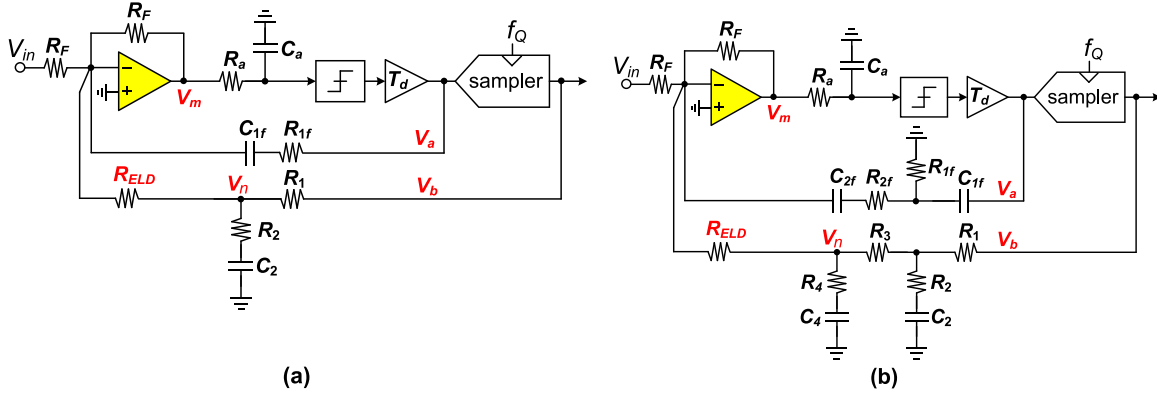 R_F
C_a
f_Q
V_in
R_F
R_a
−
+
T_d
sampler
V_m
C_1f
R_1f
V_a
R_ELD
V_n
R_1
V_b
R_2
C_2
(a)
R_F
C_a
f_Q
V_in
R_F
R_a
−
+
T_d
sampler
V_m
R_1f
C_2f
R_2f
C_1f
V_a
R_ELD
V_n
R_3
R_1
V_b
R_4
R_2
C_4
C_2
(b)